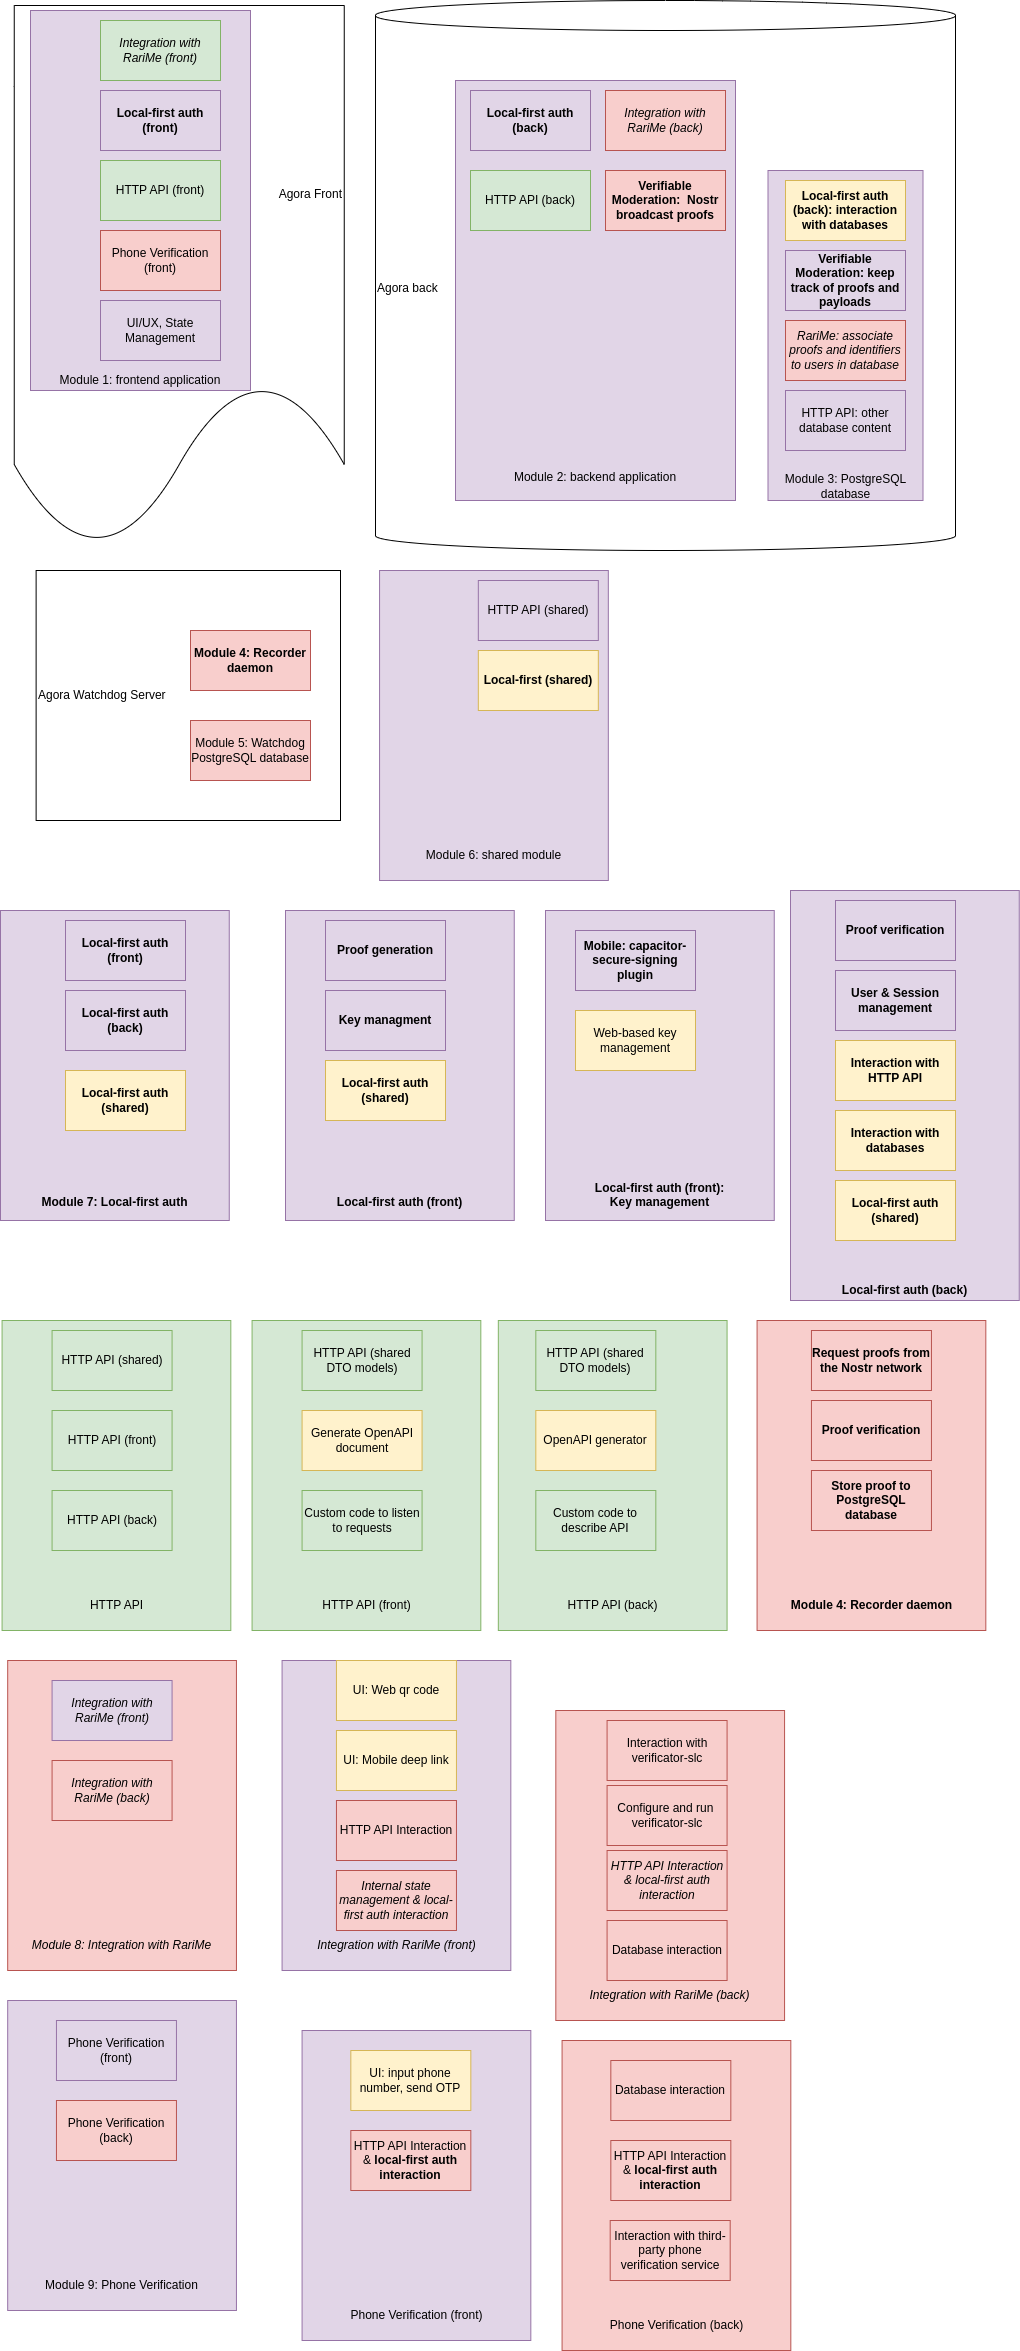 Integration with
RariMe (front)
Local-first auth
(front)
HTTP API (front)
Phone Verification
(front)
UI/UX, State
Management
Module 1: frontend application
Agora Front
Agora back
Local-first auth
(back)
Integration with
RariMe (back)
HTTP API (back)
Verifiable
Moderation: Nostr
broadcast proofs
Module 2: backend application
Local-first auth
(back): interaction
with databases
Verifiable
Moderation: keep
track of proofs and
payloads
RariMe: associate
proofs and identifiers
to users in database
HTTP API: other
database content
Module 3: PostgreSQL
database
Agora Watchdog Server
Module 4: Recorder
daemon
Module 5: Watchdog
PostgreSQL database
HTTP API (shared)
Local-first (shared)
Module 6: shared module
Local-first auth
(front)
Local-first auth
(back)
Local-first auth
(shared)
Module 7: Local-first auth
Proof generation
Key managment
Local-first auth
(shared)
Local-first auth (front)
Mobile: capacitor-
secure-signing
plugin
Web-based key
management
Local-first auth (front):
Key management
Proof verification
User & Session
management
Interaction with
HTTP API
Interaction with
databases
Local-first auth
(shared)
Local-first auth (back)
HTTP API (shared)
HTTP API (front)
HTTP API (back)
HTTP API
HTTP API (shared
DTO models)
Generate OpenAPI
document
Custom code to listen
to requests
HTTP API (front)
HTTP API (shared
DTO models)
OpenAPI generator
Custom code to
describe API
HTTP API (back)
Request proofs from
the Nostr network
Proof verification
Store proof to
PostgreSQL
database
Module 4: Recorder daemon
Integration with
RariMe (front)
Integration with
RariMe (back)
Module 8: Integration with RariMe
UI: Web qr code
UI: Mobile deep link
HTTP API Interaction
Internal state
management & local-
first auth interaction
Integration with RariMe (front)
Interaction with
verificator-slc
Configure and run
verificator-slc
HTTP API Interaction
& local-first auth
interaction
Database interaction
Integration with RariMe (back)
Phone Verification
(front)
Phone Verification
(back)
Module 9: Phone Verification
UI: input phone
number, send OTP
HTTP API Interaction
& local-first auth
interaction
Phone Verification (front)
Database interaction
HTTP API Interaction
& local-first auth
interaction
Interaction with third-
party phone
verification service
Phone Verification (back)